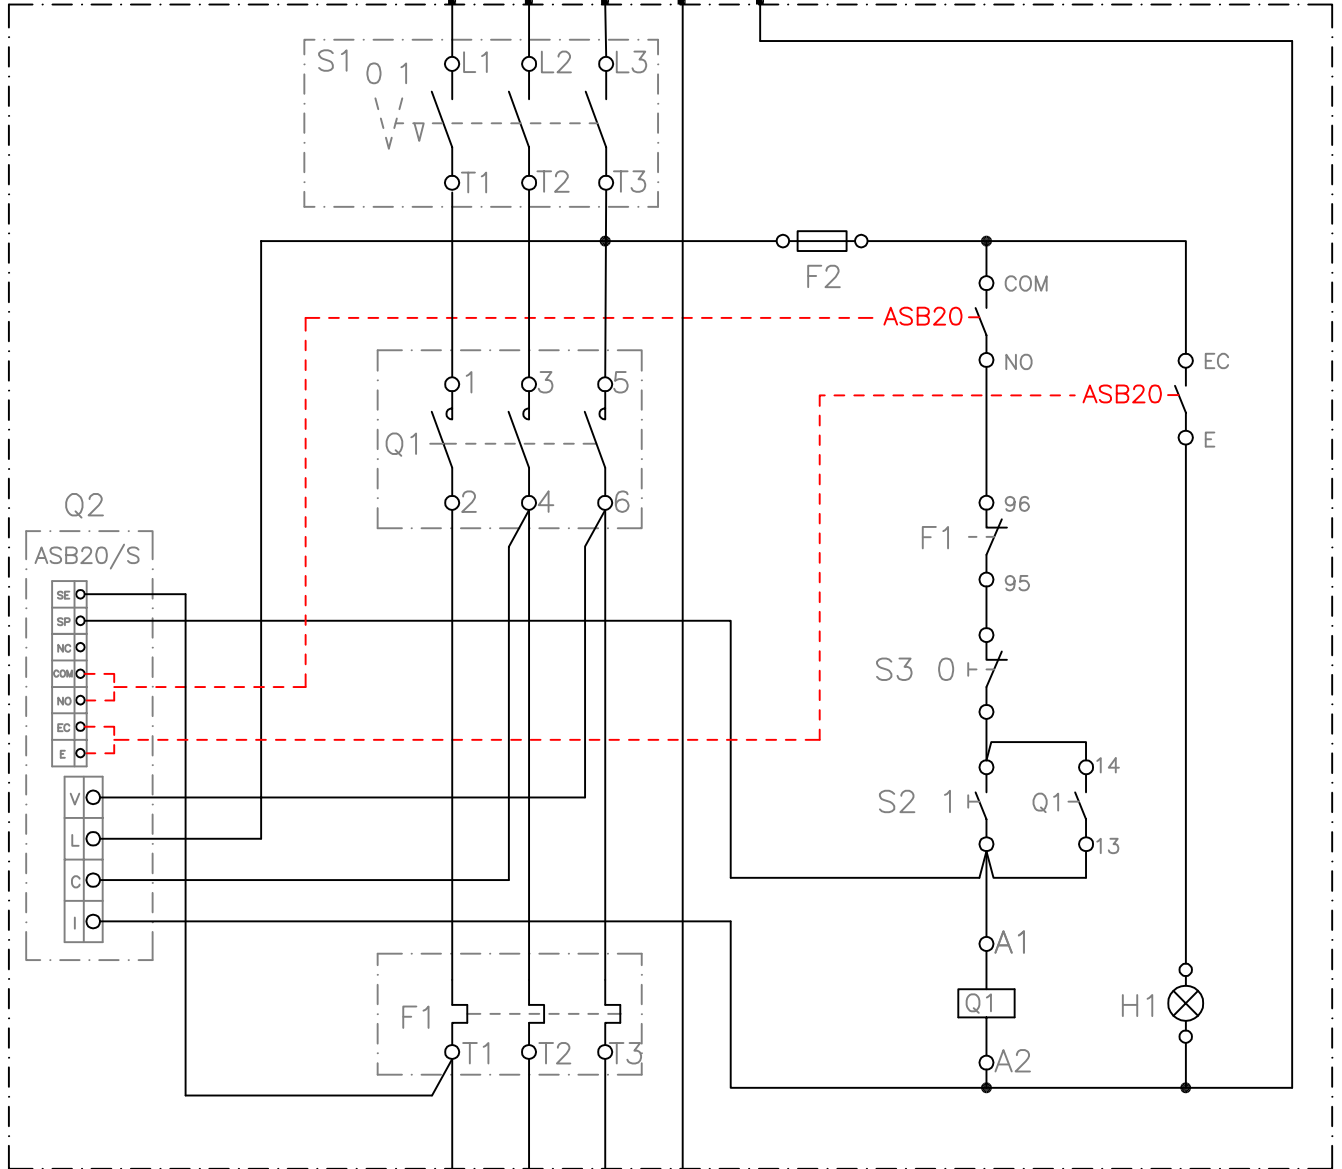 S1 0 1 L1 L2 L3
T1 T2 T3
F2
COM
ASB20
NO
EC
ASB20
E
1 3 5
Q1
2 4 6
96
F1
95
Q2
ASB20/S
SE
SP
NC
COM
NO
EC
E
V
L
C
I
S3 0
14
S2 1 Q1
13
A1
Q1
A2
H1
F1
T1 T2 T3